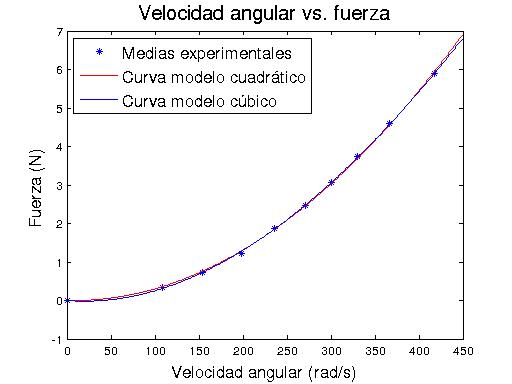 Velocidad angular vs. fuerza
Medias experimentales
Curva modelo cuadrático
Curva modelo cúbico
Fuerza (N)
7
6
5
4
3
2
1
0
-1
0 50 100 150 200 250 300 350 400 450
Velocidad angular (rad/s)